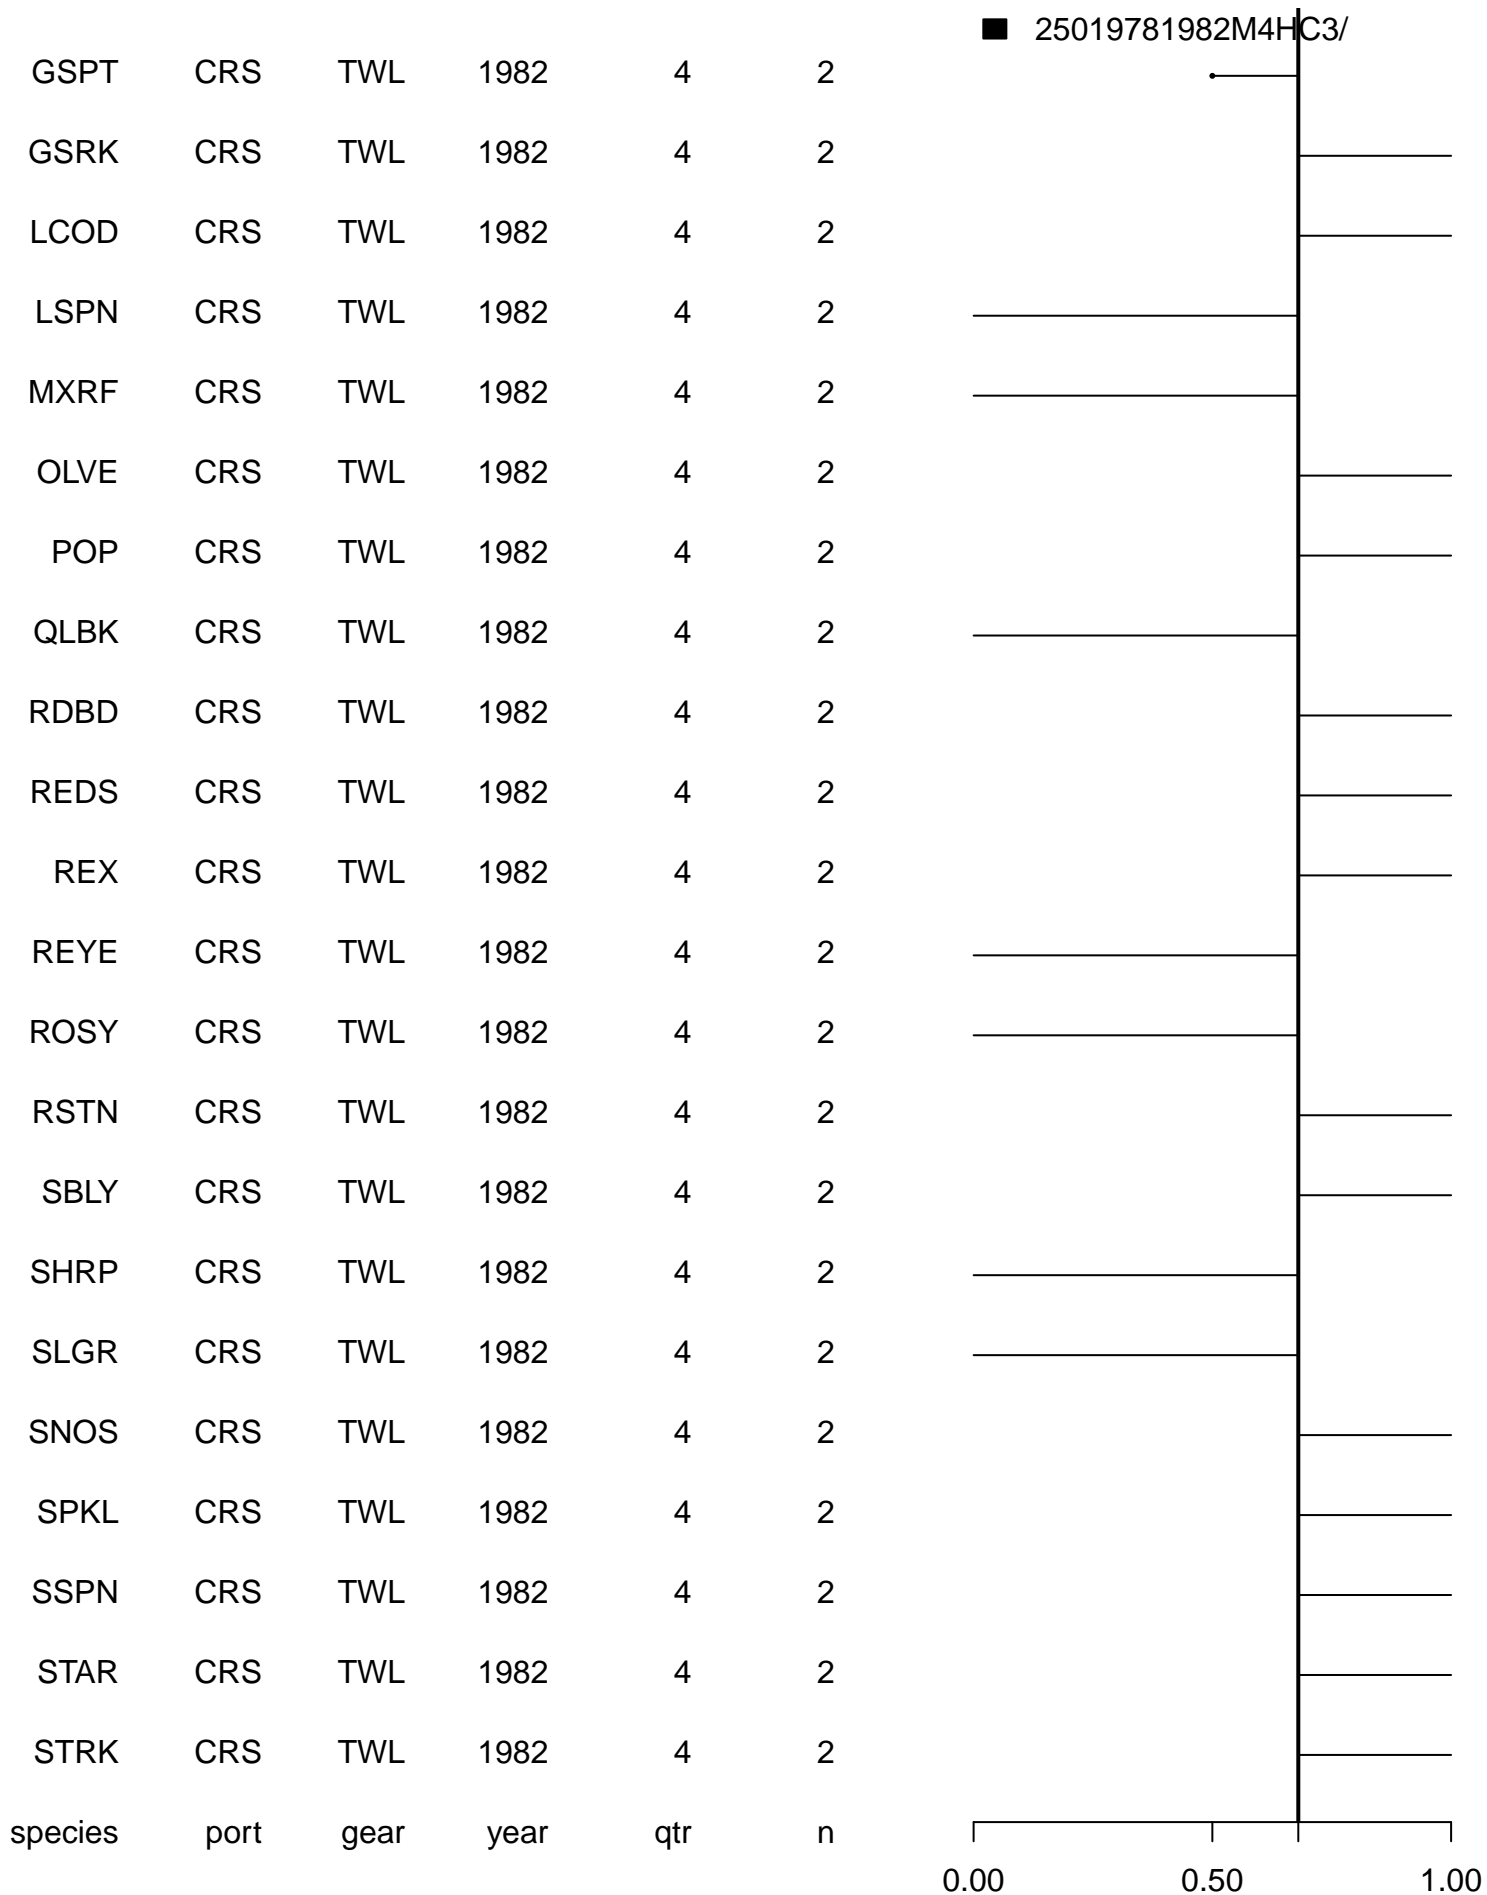 25019781982M4HC3/
GSPT CRS TWL 1982 4 2
GSRK CRS TWL 1982 4 2
LCOD CRS TWL 1982 4 2
LSPN CRS TWL 1982 4 2
MXRF CRS TWL 1982 4 2
OLVE CRS TWL 1982 4 2
POP CRS TWL 1982 4 2
QLBK CRS TWL 1982 4 2
RDBD CRS TWL 1982 4 2
REDS CRS TWL 1982 4 2
REX CRS TWL 1982 4 2
REYE CRS TWL 1982 4 2
ROSY CRS TWL 1982 4 2
RSTN CRS TWL 1982 4 2
SBLY CRS TWL 1982 4 2
SHRP CRS TWL 1982 4 2
SLGR CRS TWL 1982 4 2
SNOS CRS TWL 1982 4 2
SPKL CRS TWL 1982 4 2
SSPN CRS TWL 1982 4 2
STAR CRS TWL 1982 4 2
STRK CRS TWL 1982 4 2
species port gear year qtr n
0.00 0.50 1.00